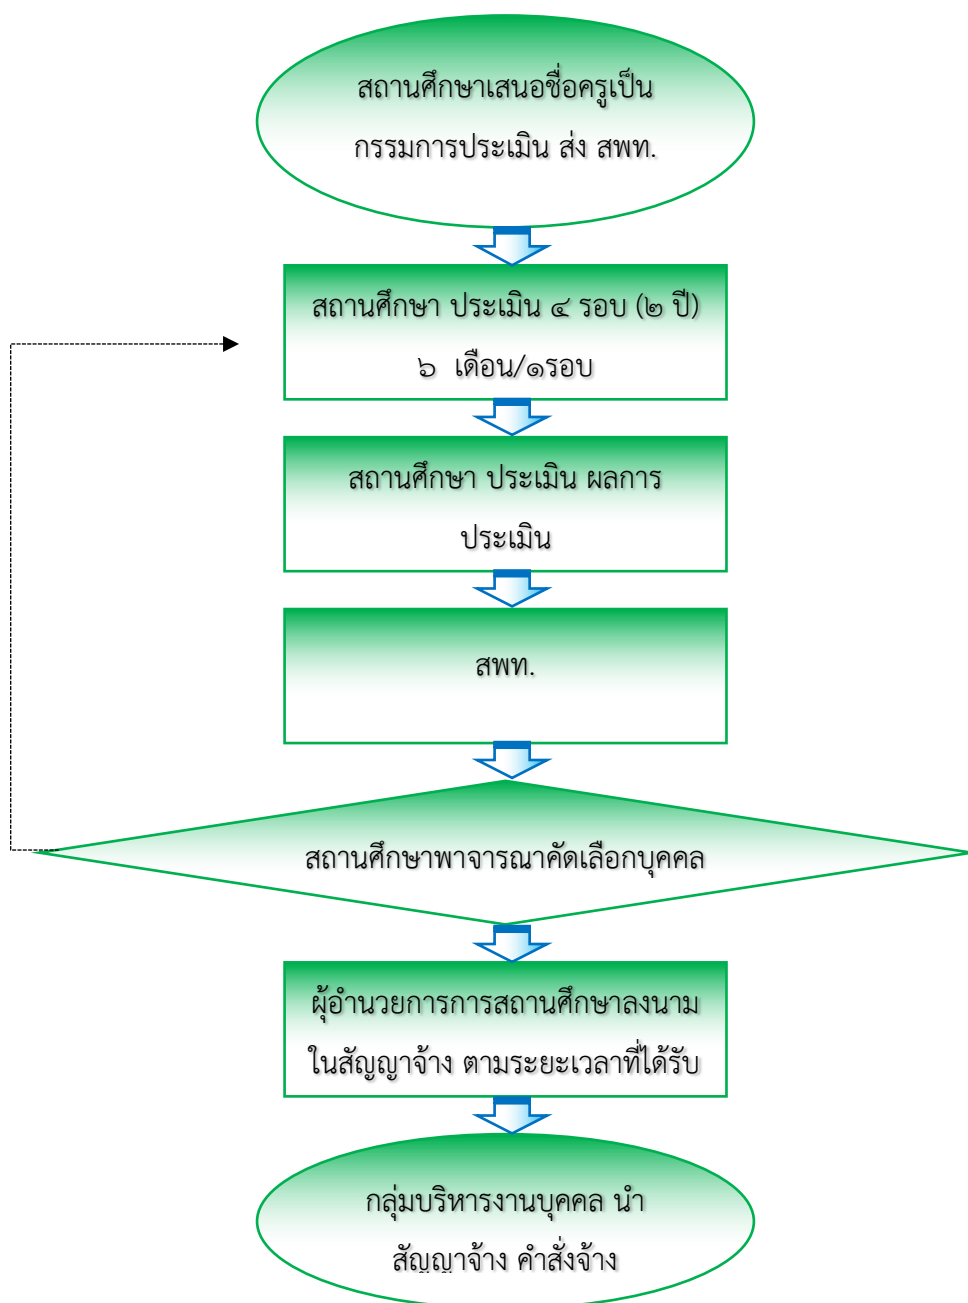 สถานศึกษาเสนอชื่อครูเป็น
กรรมการประเมิน ส่ง สพท.
สถานศึกษา ประเมิน ๔ รอบ (๒ ปี)
๖ เดือน/๑รอบ
สถานศึกษา ประเมิน ผลการ
ประเมิน
สพท.
สถานศึกษาพาจารณาคัดเลือกบุคคล
ผุ้อำนวยการการสถานศึกษาลงนาม
ในสัญญาจ้าง ตามระยะเวลาที่ได้รับ
กลุ่มบริหารงานบุคคล นำ
สัญญาจ้าง คำสั่งจ้าง